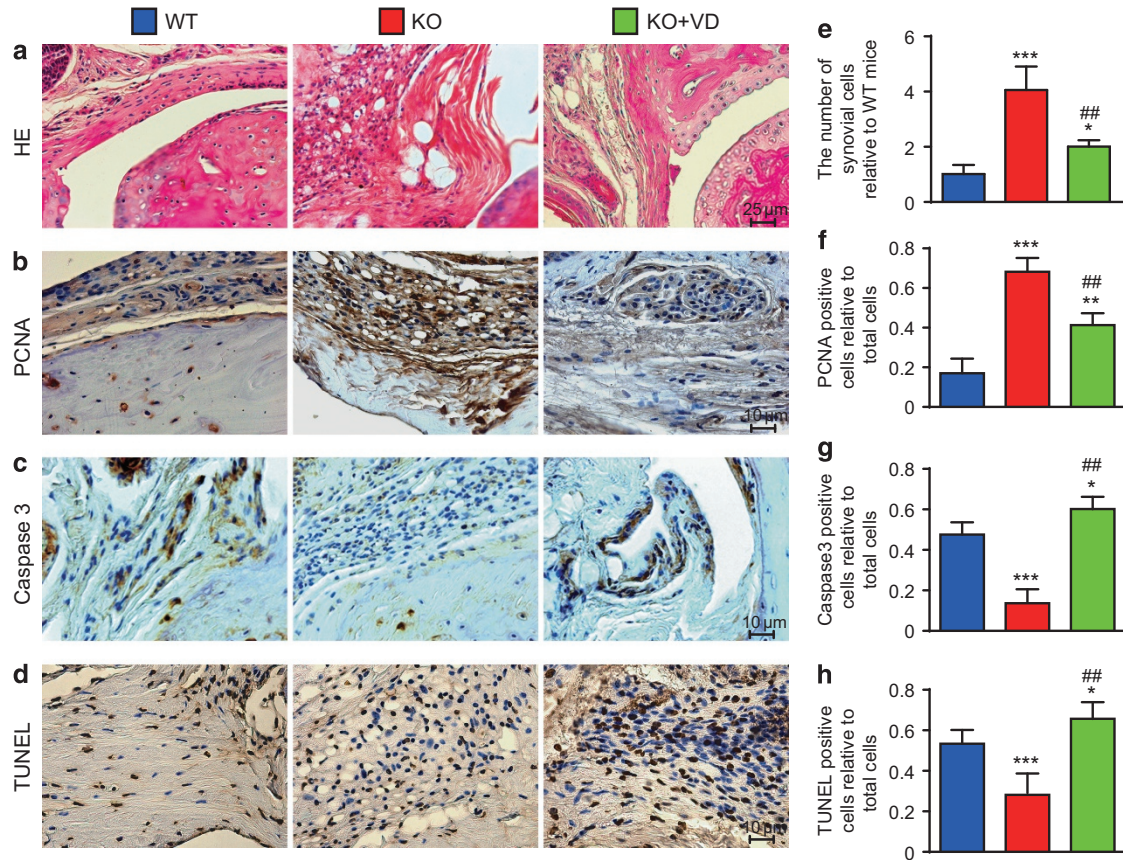 WT KO KO+VD
a
HE
25 µm
b
PCNA
10 µm
c
Caspase 3
10 µm
d
TUNEL
10 µm
e
The number of
synovial cells
relative to WT mice
6
4
2
0
***
##
*
f
PCNA positive
cells relative to
total cells
0.8
0.6
0.4
0.2
0
***
##
**
g
Caspase3 positive
cells relative to
total cells
0.8
0.6
0.4
0.2
0
***
##
*
h
TUNEL positive
cells relative to
total cells
0.8
0.6
0.4
0.2
0
***
##
*